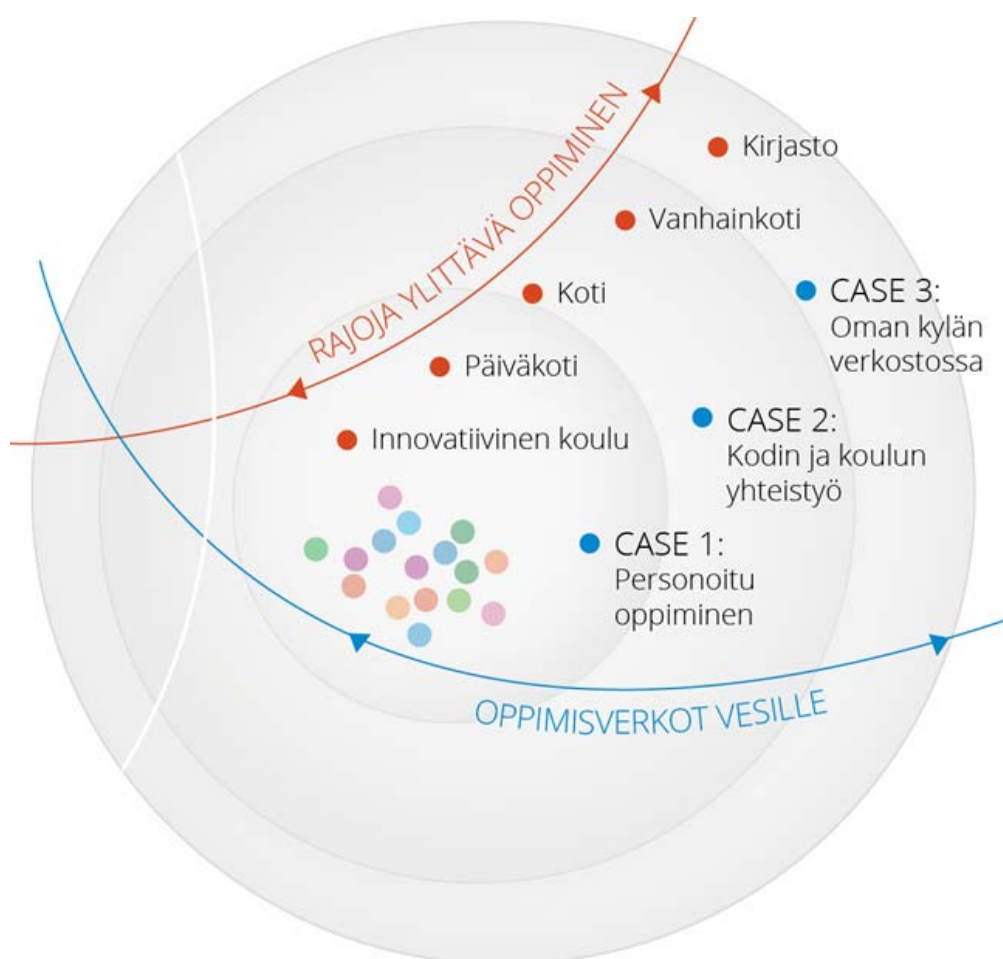 RAJOJA YLITTÄVÄ OPPIMINEN
Kirjasto
Vanhainkoti
Koti
Päiväkoti
Innovatiivinen koulu
CASE 3:
Oman kylän
verkostossa
CASE 2:
Kodin ja koulun
yhteistyö
CASE 1:
Personoitu
oppiminen
OPPIMISVERKOT VESILLE